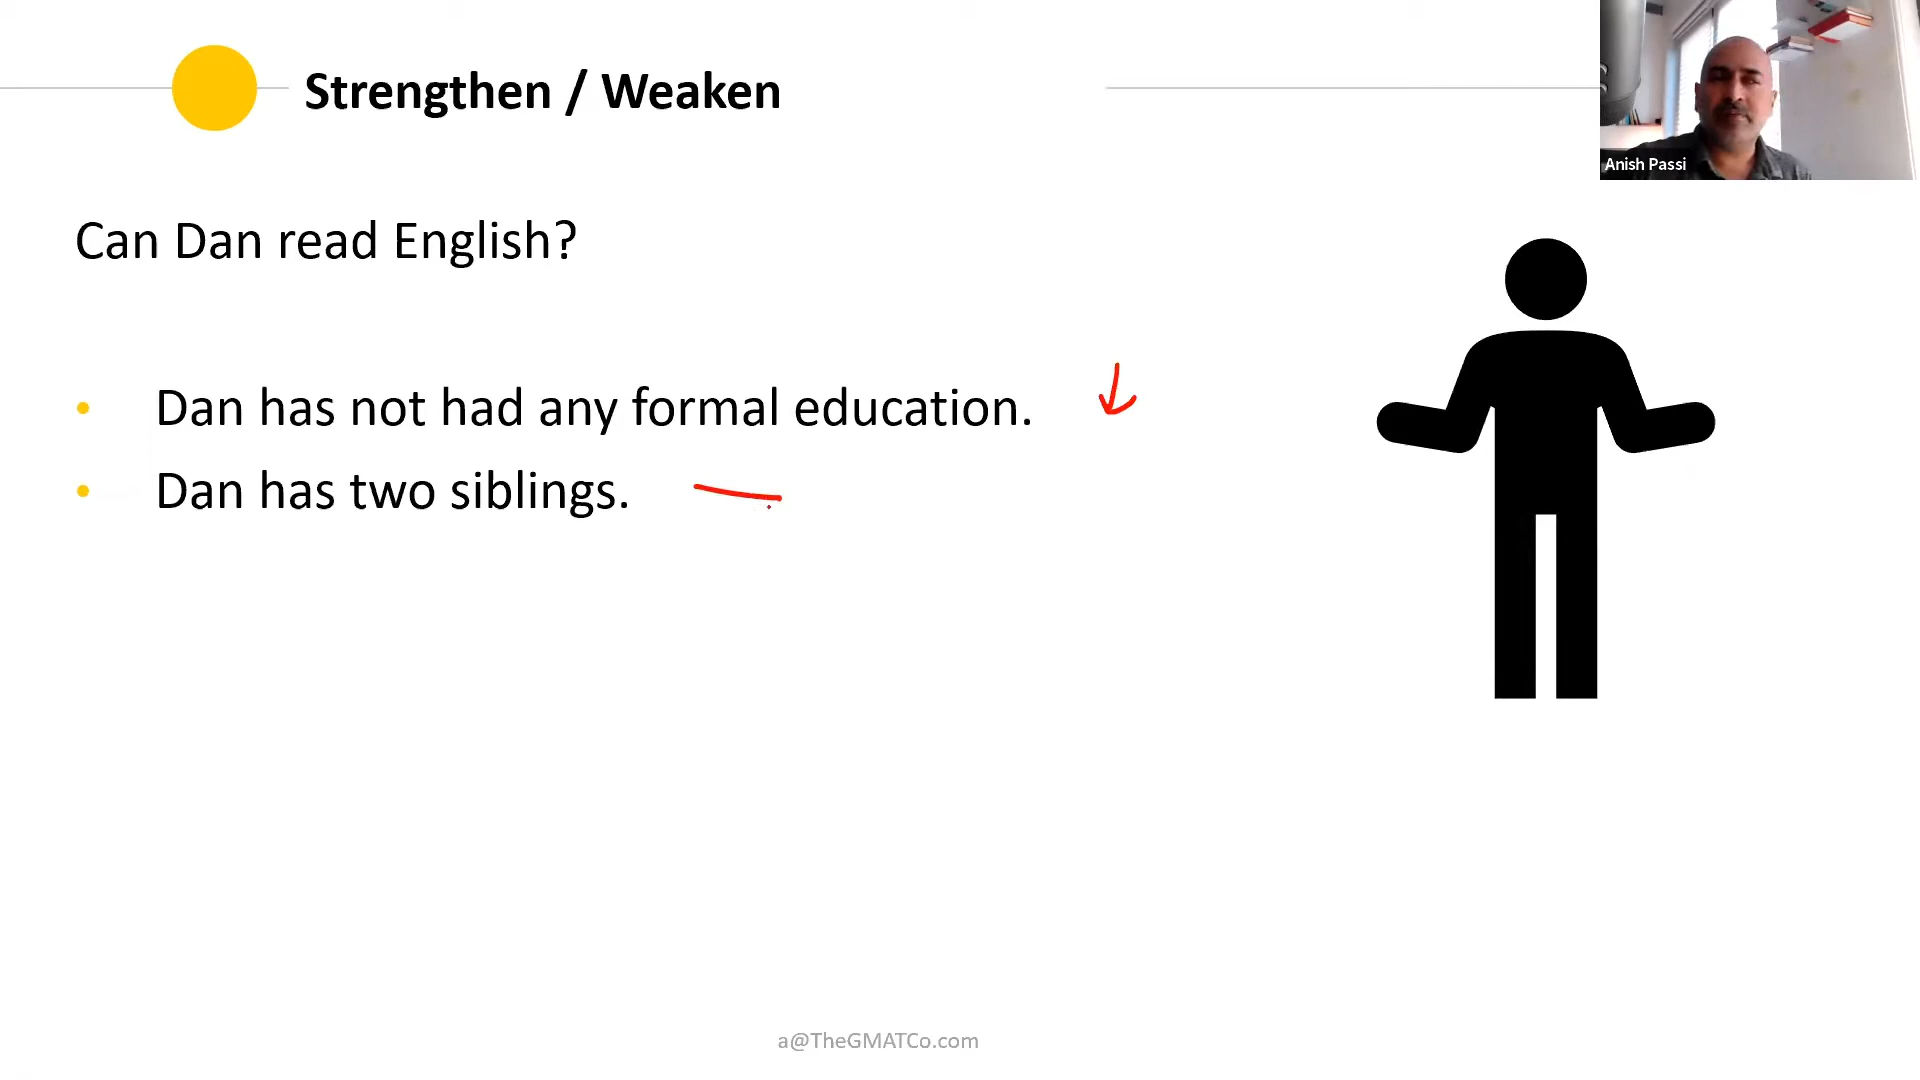 Strengthen / Weaken
Anish Passi
Can Dan read English?
• Dan has not had any formal education.
• Dan has two siblings.
a@TheGMATCo.com